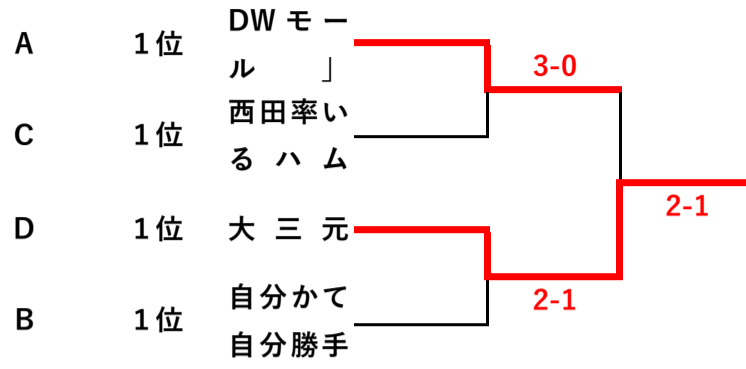 A 1位 DWモー
ル 」
C 1位 西田率い
るハム
3-0
D 1位 大三元
2-1
B 1位 自分かて
自分勝手
2-1